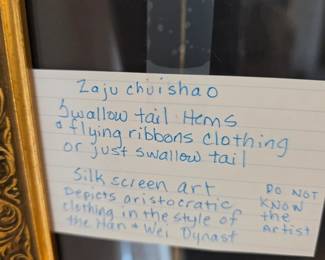 Zaju chuishao
Swallow tail Hems
a flying ribbons clothing
or just swallow tail
Silk screen art
Depicts aristocratic
clothing in the style of
the Han + Wei Dynast
DO NOT
KNOW
the
Artist